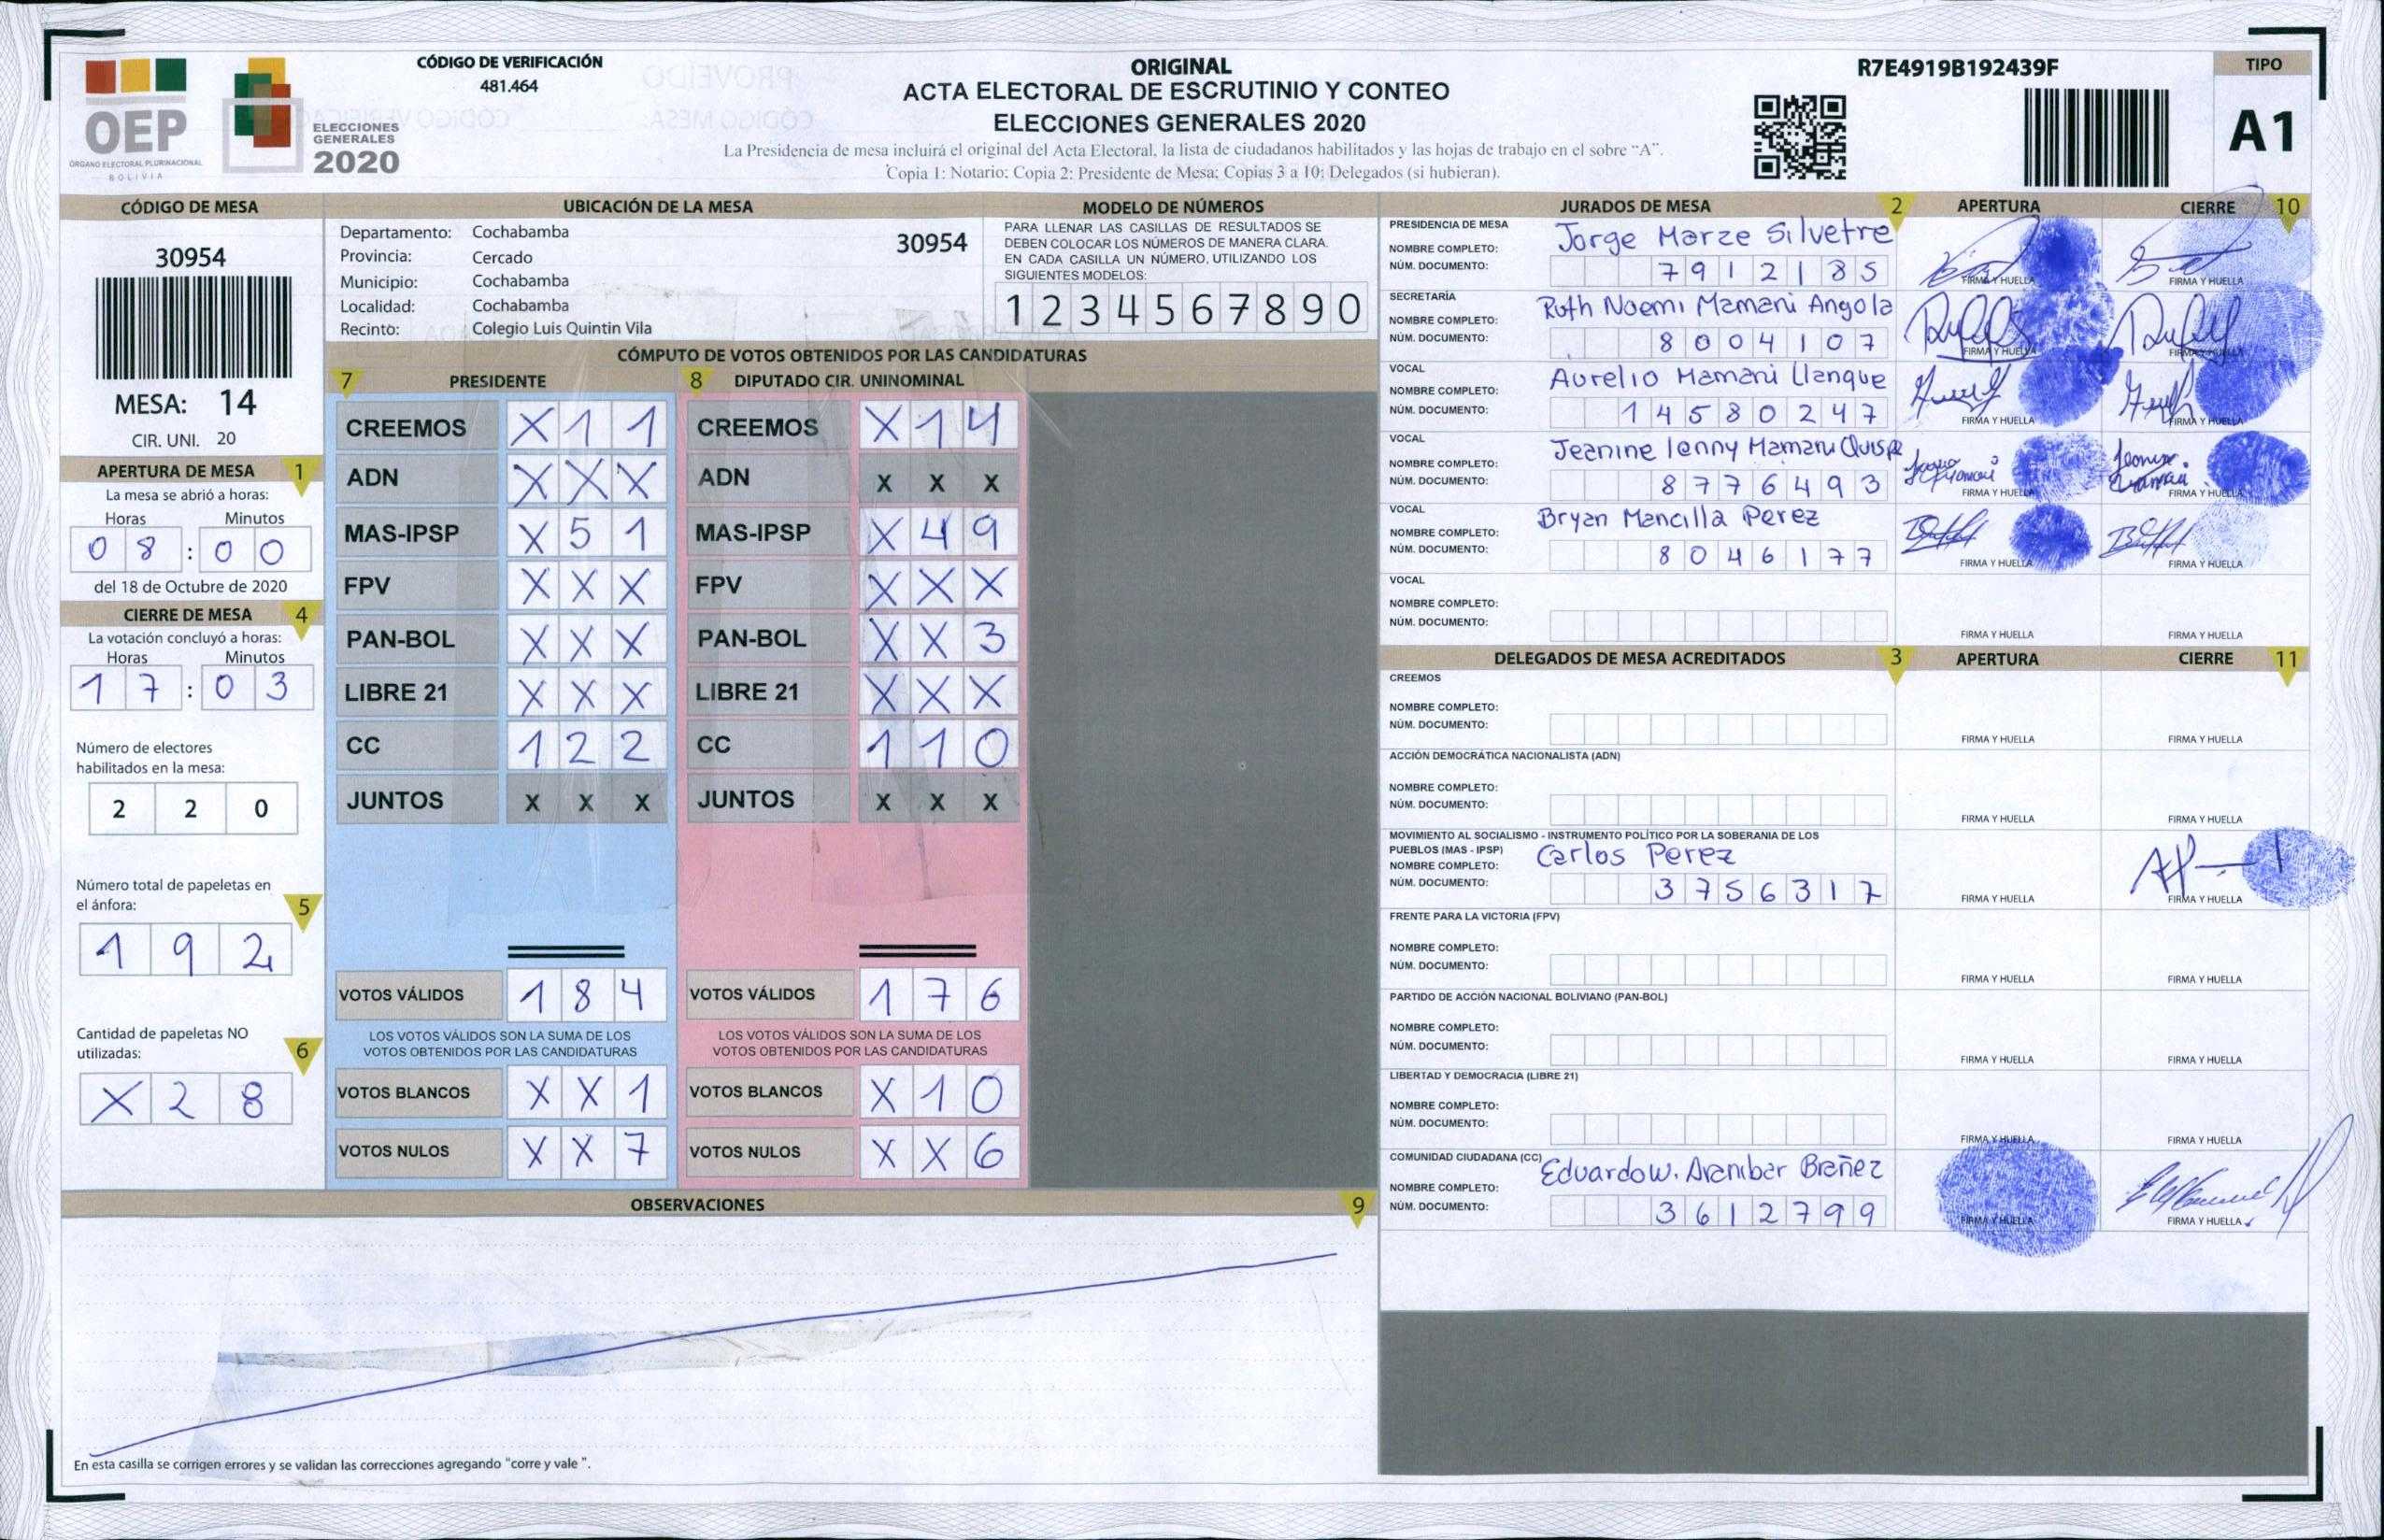 CÓDIGO DE VERIFICACIÓN
481.464
OEP
ÓRGANO ELECTORAL PLURINACIONAL
BOLIVIA
ELECCIONES
GENERALES
2020
ORIGINAL
ACTA ELECTORAL DE ESCRUTINIO Y CONTEO
ELECCIONES GENERALES 2020
La Presidencia de mesa incluirá el original del Acta Electoral, la lista de ciudadanos habilitados y las hojas de trabajo en el sobre “A”.
Copia 1: Notario; Copia 2: Presidente de Mesa; Copias 3 a 10: Delegados (si hubieran).
R7E4919B192439F
TIPO
A1
CÓDIGO DE MESA
30954
MESA: 14
CIR. UNI. 20
APERTURA DE MESA 1
La mesa se abrió a horas:
Horas Minutos
0 8 : 0 0
del 18 de Octubre de 2020
CIERRE DE MESA 4
La votación concluyó a horas:
Horas Minutos
1 7 : 0 3
Número de electores
habilitados en la mesa:
2 2 0
Número total de papeletas en
el ánfora: 5
1 9 2
Cantidad de papeletas NO
utilizadas: 6
X 2 8
UBICACIÓN DE LA MESA
Departamento: Cochabamba
30954
Provincia: Cercado
Municipio: Cochabamba
Localidad: Cochabamba
Recinto: Colegio Luis Quintin Vila
MODELO DE NÚMEROS
PARA LLENAR LAS CASILLAS DE RESULTADOS SE
DEBEN COLOCAR LOS NÚMEROS DE MANERA CLARA.
EN CADA CASILLA UN NÚMERO, UTILIZANDO LOS
SIGUIENTES MODELOS:
1 2 3 4 5 6 7 8 9 0
CÓMPUTO DE VOTOS OBTENIDOS POR LAS CANDIDATURAS
7 PRESIDENTE
CREEMOS X 1 1
ADN X X X
MAS-IPSP X 5 1
FPV X X X
PAN-BOL X X X
LIBRE 21 X X X
CC 1 2 2
JUNTOS X X X
VOTOS VÁLIDOS 1 8 4
LOS VOTOS VÁLIDOS SON LA SUMA DE LOS
VOTOS OBTENIDOS POR LAS CANDIDATURAS
VOTOS BLANCOS X X 1
VOTOS NULOS X X 7
8 DIPUTADO CIR. UNINOMINAL
CREEMOS X 1 4
ADN X X X
MAS-IPSP X 4 9
FPV X X X
PAN-BOL X X 3
LIBRE 21 X X X
CC 1 1 0
JUNTOS X X X
VOTOS VÁLIDOS 1 7 6
LOS VOTOS VÁLIDOS SON LA SUMA DE LOS
VOTOS OBTENIDOS POR LAS CANDIDATURAS
VOTOS BLANCOS X 1 0
VOTOS NULOS X X 6
OBSERVACIONES 9
En esta casilla se corrigen errores y se validan las correcciones agregando "corre y vale ".
JURADOS DE MESA 2 APERTURA CIERRE 10
PRESIDENCIA DE MESA
NOMBRE COMPLETO: Jorge Marze Silvetre
NÚM. DOCUMENTO: 7 9 1 2 1 8 5
FIRMA Y HUELLA FIRMA Y HUELLA
SECRETARÍA
NOMBRE COMPLETO: Ruth Noemi Mamani Angola
NÚM. DOCUMENTO: 8 0 0 4 1 0 7
FIRMA Y HUELLA FIRMA Y HUELLA
VOCAL
NOMBRE COMPLETO: Aurelio Mamani Llanque
NÚM. DOCUMENTO: 1 4 5 8 0 2 4 7
FIRMA Y HUELLA FIRMA Y HUELLA
VOCAL
NOMBRE COMPLETO: Jeanine Ienny Mamani Quispe
NÚM. DOCUMENTO: 8 7 7 6 4 9 3
FIRMA Y HUELLA FIRMA Y HUELLA
VOCAL
NOMBRE COMPLETO: Bryan Mancilla Perez
NÚM. DOCUMENTO: 8 0 4 6 1 7 7
FIRMA Y HUELLA FIRMA Y HUELLA
VOCAL
NOMBRE COMPLETO:
NÚM. DOCUMENTO:
FIRMA Y HUELLA FIRMA Y HUELLA
DELEGADOS DE MESA ACREDITADOS 3 APERTURA CIERRE 11
CREEMOS
NOMBRE COMPLETO:
NÚM. DOCUMENTO:
FIRMA Y HUELLA FIRMA Y HUELLA
ACCIÓN DEMOCRÁTICA NACIONALISTA (ADN)
NOMBRE COMPLETO:
NÚM. DOCUMENTO:
FIRMA Y HUELLA FIRMA Y HUELLA
MOVIMIENTO AL SOCIALISMO - INSTRUMENTO POLÍTICO POR LA SOBERANIA DE LOS
PUEBLOS (MAS - IPSP)
NOMBRE COMPLETO: Carlos Perez
NÚM. DOCUMENTO: 3 7 5 6 3 1 7
FIRMA Y HUELLA FIRMA Y HUELLA
FRENTE PARA LA VICTORIA (FPV)
NOMBRE COMPLETO:
NÚM. DOCUMENTO:
FIRMA Y HUELLA FIRMA Y HUELLA
PARTIDO DE ACCIÓN NACIONAL BOLIVIANO (PAN-BOL)
NOMBRE COMPLETO:
NÚM. DOCUMENTO:
FIRMA Y HUELLA FIRMA Y HUELLA
LIBERTAD Y DEMOCRACIA (LIBRE 21)
NOMBRE COMPLETO:
NÚM. DOCUMENTO:
FIRMA Y HUELLA FIRMA Y HUELLA
COMUNIDAD CIUDADANA (CC)
NOMBRE COMPLETO: Eduardo W. Aranibar Brañez
NÚM. DOCUMENTO: 3 6 1 2 7 9 9
FIRMA Y HUELLA FIRMA Y HUELLA